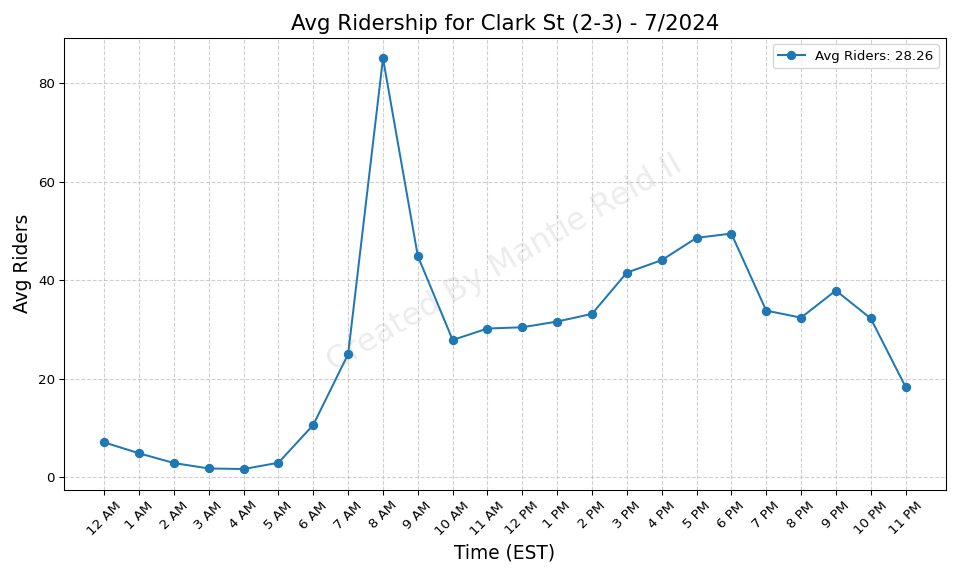 Avg Ridership for Clark St (2-3) - 7/2024
Avg Riders: 28.26
Avg Riders
80
60
40
20
0
Created By Mantie Reid II
12 AM
1 AM
2 AM
3 AM
4 AM
5 AM
6 AM
7 AM
8 AM
9 AM
10 AM
11 AM
12 PM
1 PM
2 PM
3 PM
4 PM
5 PM
6 PM
7 PM
8 PM
9 PM
10 PM
11 PM
Time (EST)